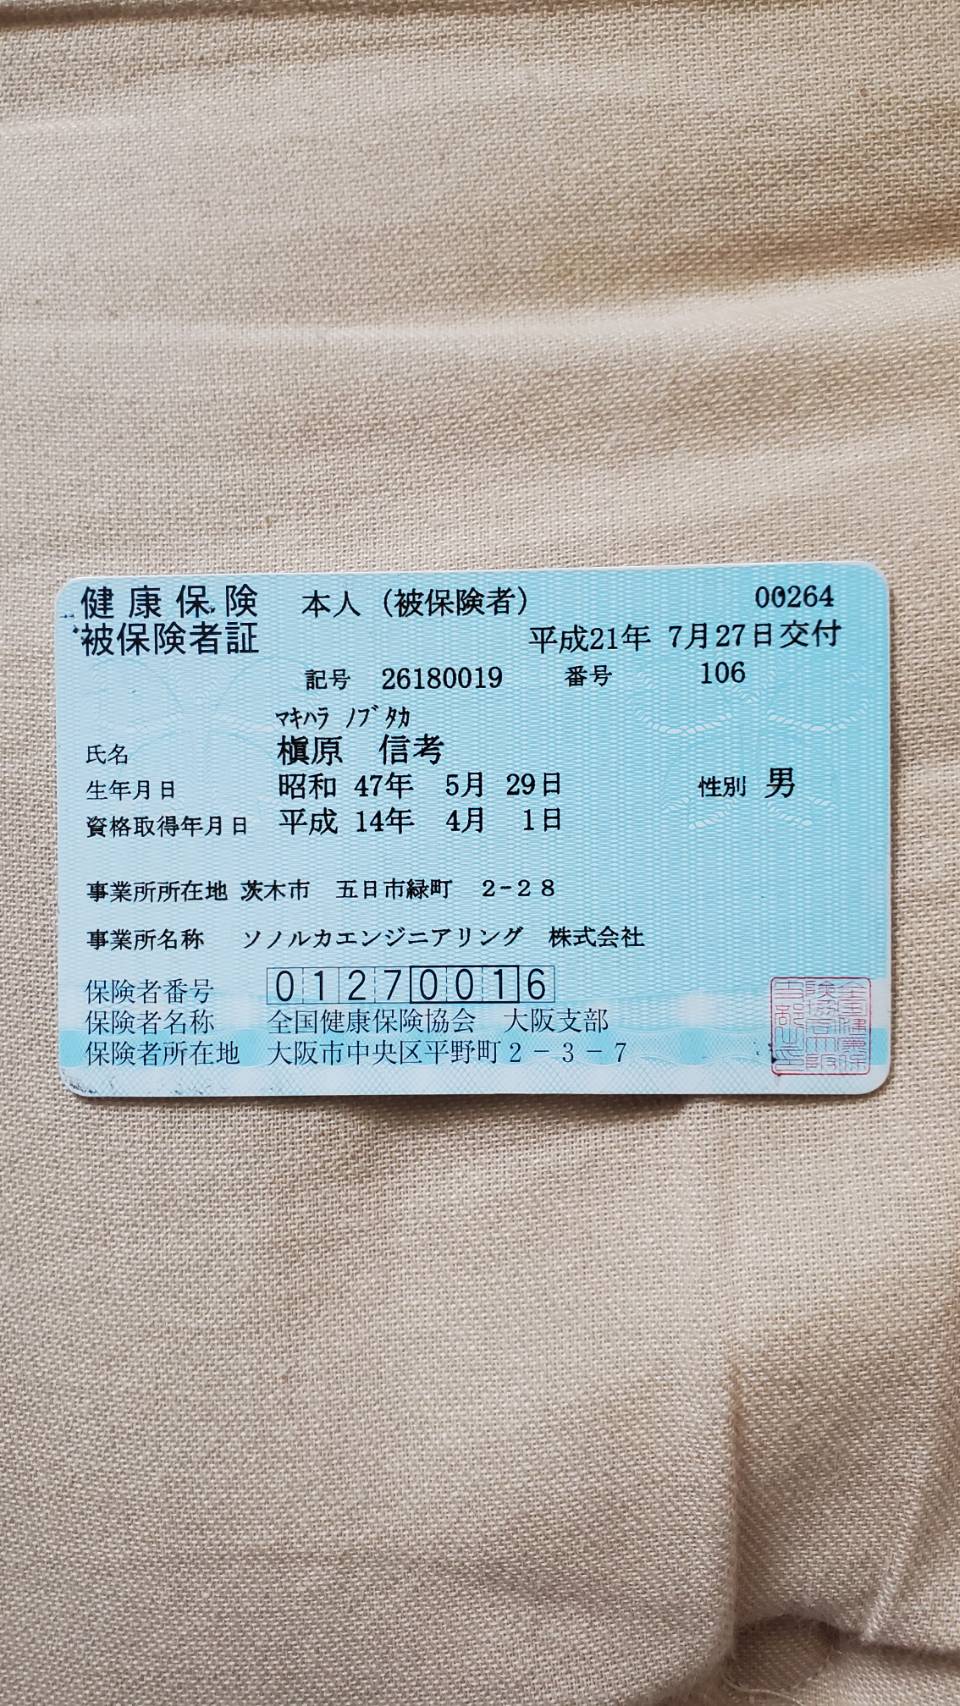 健康保険 本人（被保険者） 00264
被保険者証 平成21年 7月27日交付
記号 26180019 番号 106
ﾏｷﾊﾗ ﾉﾌﾞﾀｶ
氏名 槇原 信考
生年月日 昭和 47年 5月 29日 性別 男
資格取得年月日 平成 14年 4月 1日
事業所所在地 茨木市 五日市緑町 2-28
事業所名称 ソノルカエンジニアリング 株式会社
保険者番号 01270016
保険者名称 全国健康保険協会 大阪支部
保険者所在地 大阪市中央区平野町２－３－７